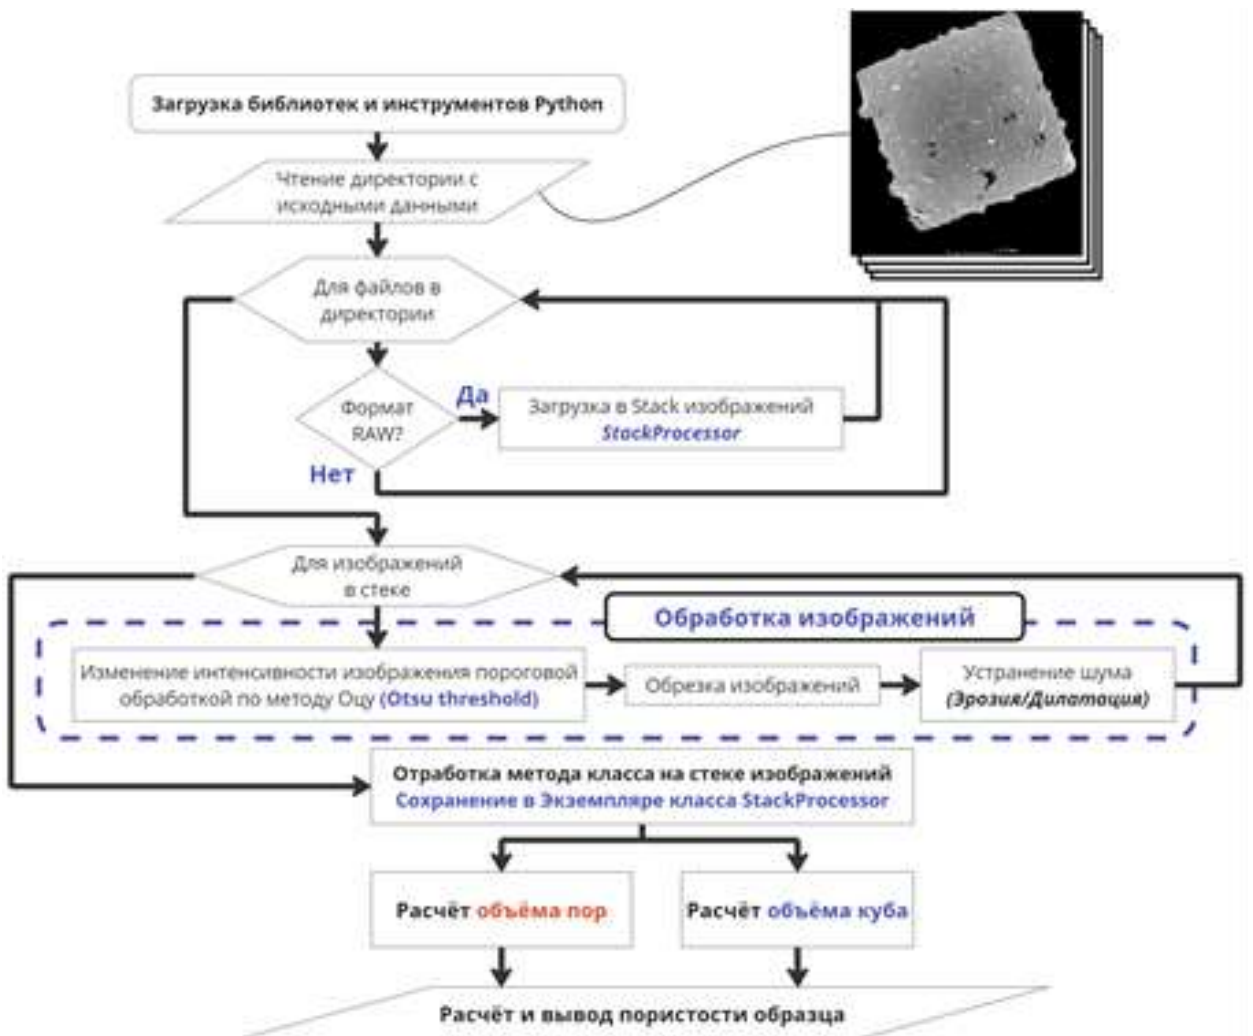 Загрузка библиотек и инструментов Python
Чтение директории с
исходными данными
Для файлов в
директории
Формат
RAW?
Да
Загрузка в Stack изображений
StackProcessor
Нет
Для изображений
в стеке
Обработка изображений
Изменение интенсивности изображения пороговой
обработкой по методу Оцу (Otsu threshold)
Обрезка изображений
Устранение шума
(Эрозия/Дилатация)
Отработка метода класса на стеке изображений
Сохранение в Экземпляре класса StackProcessor
Расчёт объёма пор
Расчёт объёма куба
Расчёт и вывод пористости образца